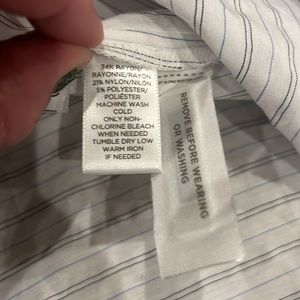 74% RAYON/
RAYONNE/RAYON
21% NYLON/NILÓN
5% POLYESTER/
POLIÉSTER
MACHINE WASH
COLD
ONLY NON-
CHLORINE BLEACH
WHEN NEEDED
TUMBLE DRY LOW
WARM IRON
IF NEEDED
REMOVE BEFORE WEARING
OR WASHING